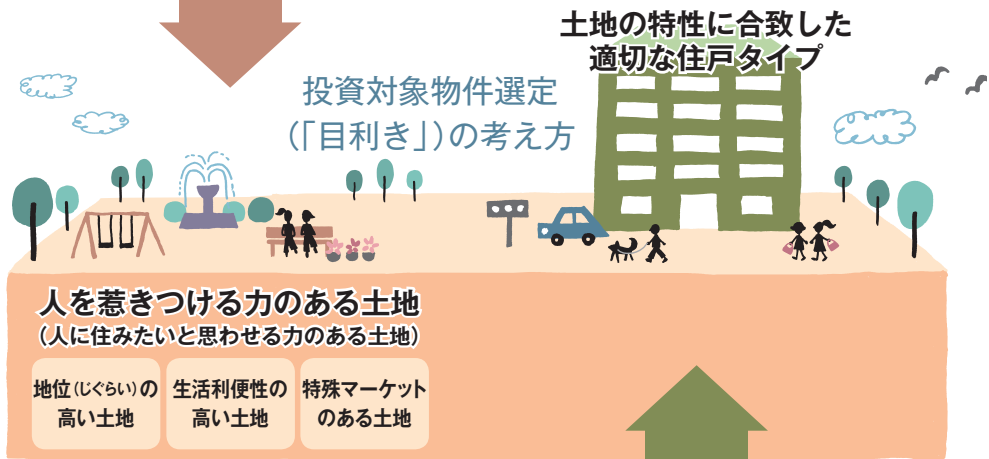 土地の特性に合致した
適切な住戸タイプ
投資対象物件選定
（「目利き」）の考え方
人を惹きつける力のある土地
（人に住みたいと思わせる力のある土地）
地位（じぐらい）の
高い土地
生活利便性の
高い土地
特殊マーケット
のある土地